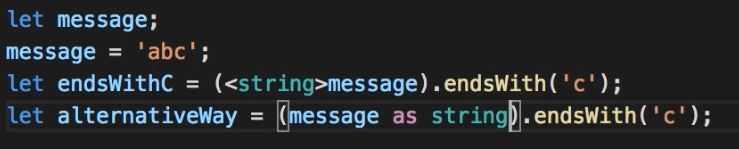 let message;
message = 'abc';
let endsWithC = (<string>message).endsWith('c');
let alternativeWay = (message as string).endsWith('c');